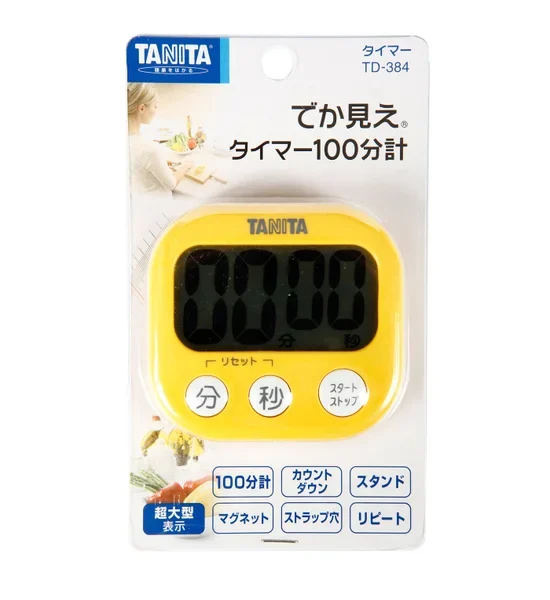 TANITA
健康をはかる
タイマー
TD-384
でか見え®
タイマー100分計
TANITA
00 00
分 秒
リセット
分
秒
スタート
ストップ
100分計
カウント
ダウン
スタンド
超大型
表示
マグネット
ストラップ穴
リピート